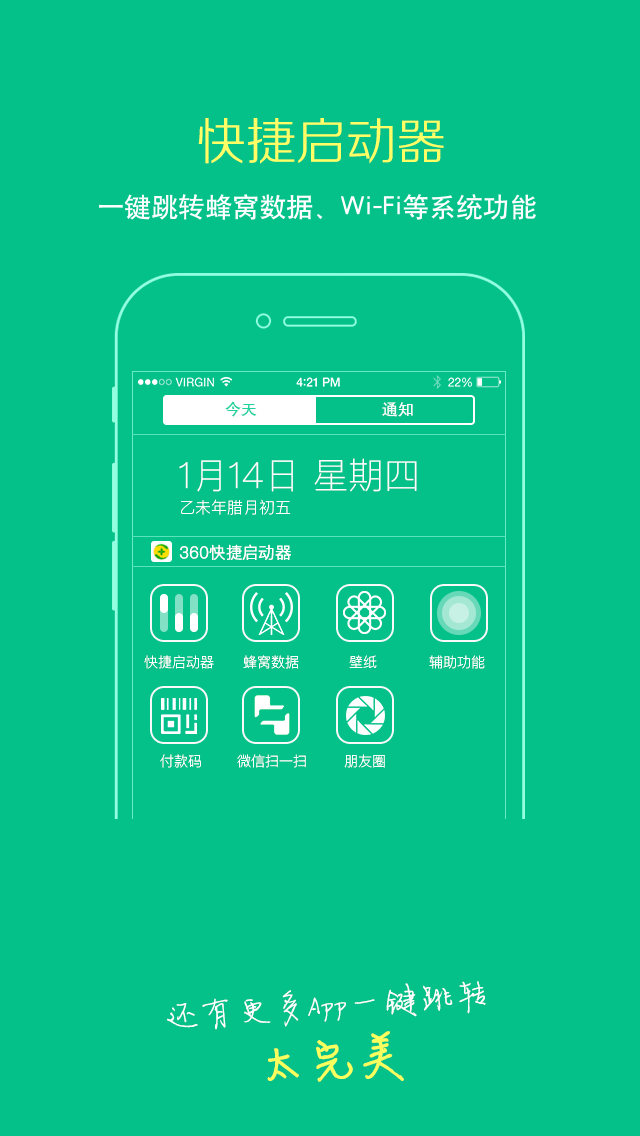 快捷启动器
一键跳转蜂窝数据、Wi-Fi等系统功能
VIRGIN 4:21 PM 22%
今天 通知
1月14日 星期四
乙未年腊月初五
360快捷启动器
快捷启动器 蜂窝数据 壁纸 辅助功能
付款码 微信扫一扫 朋友圈
还有更多App一键跳转
太完美